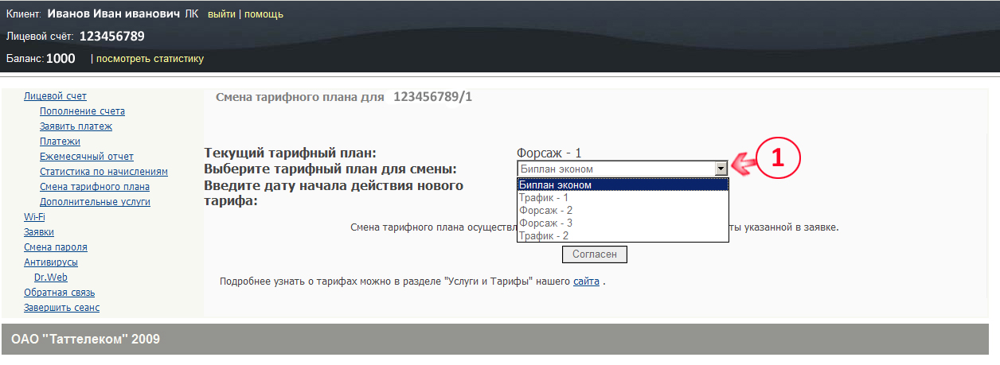 Клиент: Иванов Иван иванович ЛК выйти | помощь
Лицевой счёт: 123456789
Баланс: 1000 | посмотреть статистику
Лицевой счет
Пополнение счета
Заявить платеж
Платежи
Ежемесячный отчет
Статистика по начислениям
Смена тарифного плана
Дополнительные услуги
Wi-Fi
Заявки
Смена пароля
Антивирусы
Dr.Web
Обратная связь
Завершить сеанс
Смена тарифного плана для 123456789/1
Текущий тарифный план: Форсаж - 1
Выберите тарифный план для смены: Биплан эконом
1
Введите дату начала действия нового
тарифа:
Биплан эконом
Трафик - 1
Форсаж - 2
Форсаж - 3
Трафик - 2
Смена тарифного плана осуществл ты указанной в заявке.
Согласен
Подробнее узнать о тарифах можно в разделе "Услуги и Тарифы" нашего сайта .
ОАО "Таттелеком" 2009